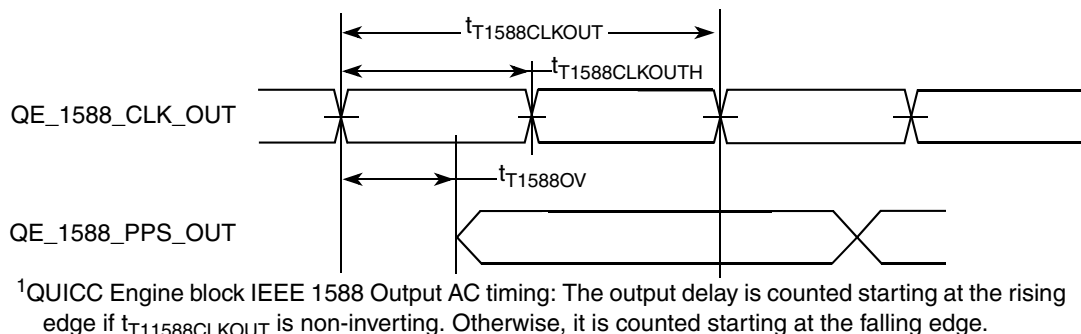 tT1588CLKOUT
tT1588CLKOUTH
QE_1588_CLK_OUT
tT1588OV
QE_1588_PPS_OUT
1QUICC Engine block IEEE 1588 Output AC timing: The output delay is counted starting at the rising
edge if tT11588CLKOUT is non-inverting. Otherwise, it is counted starting at the falling edge.